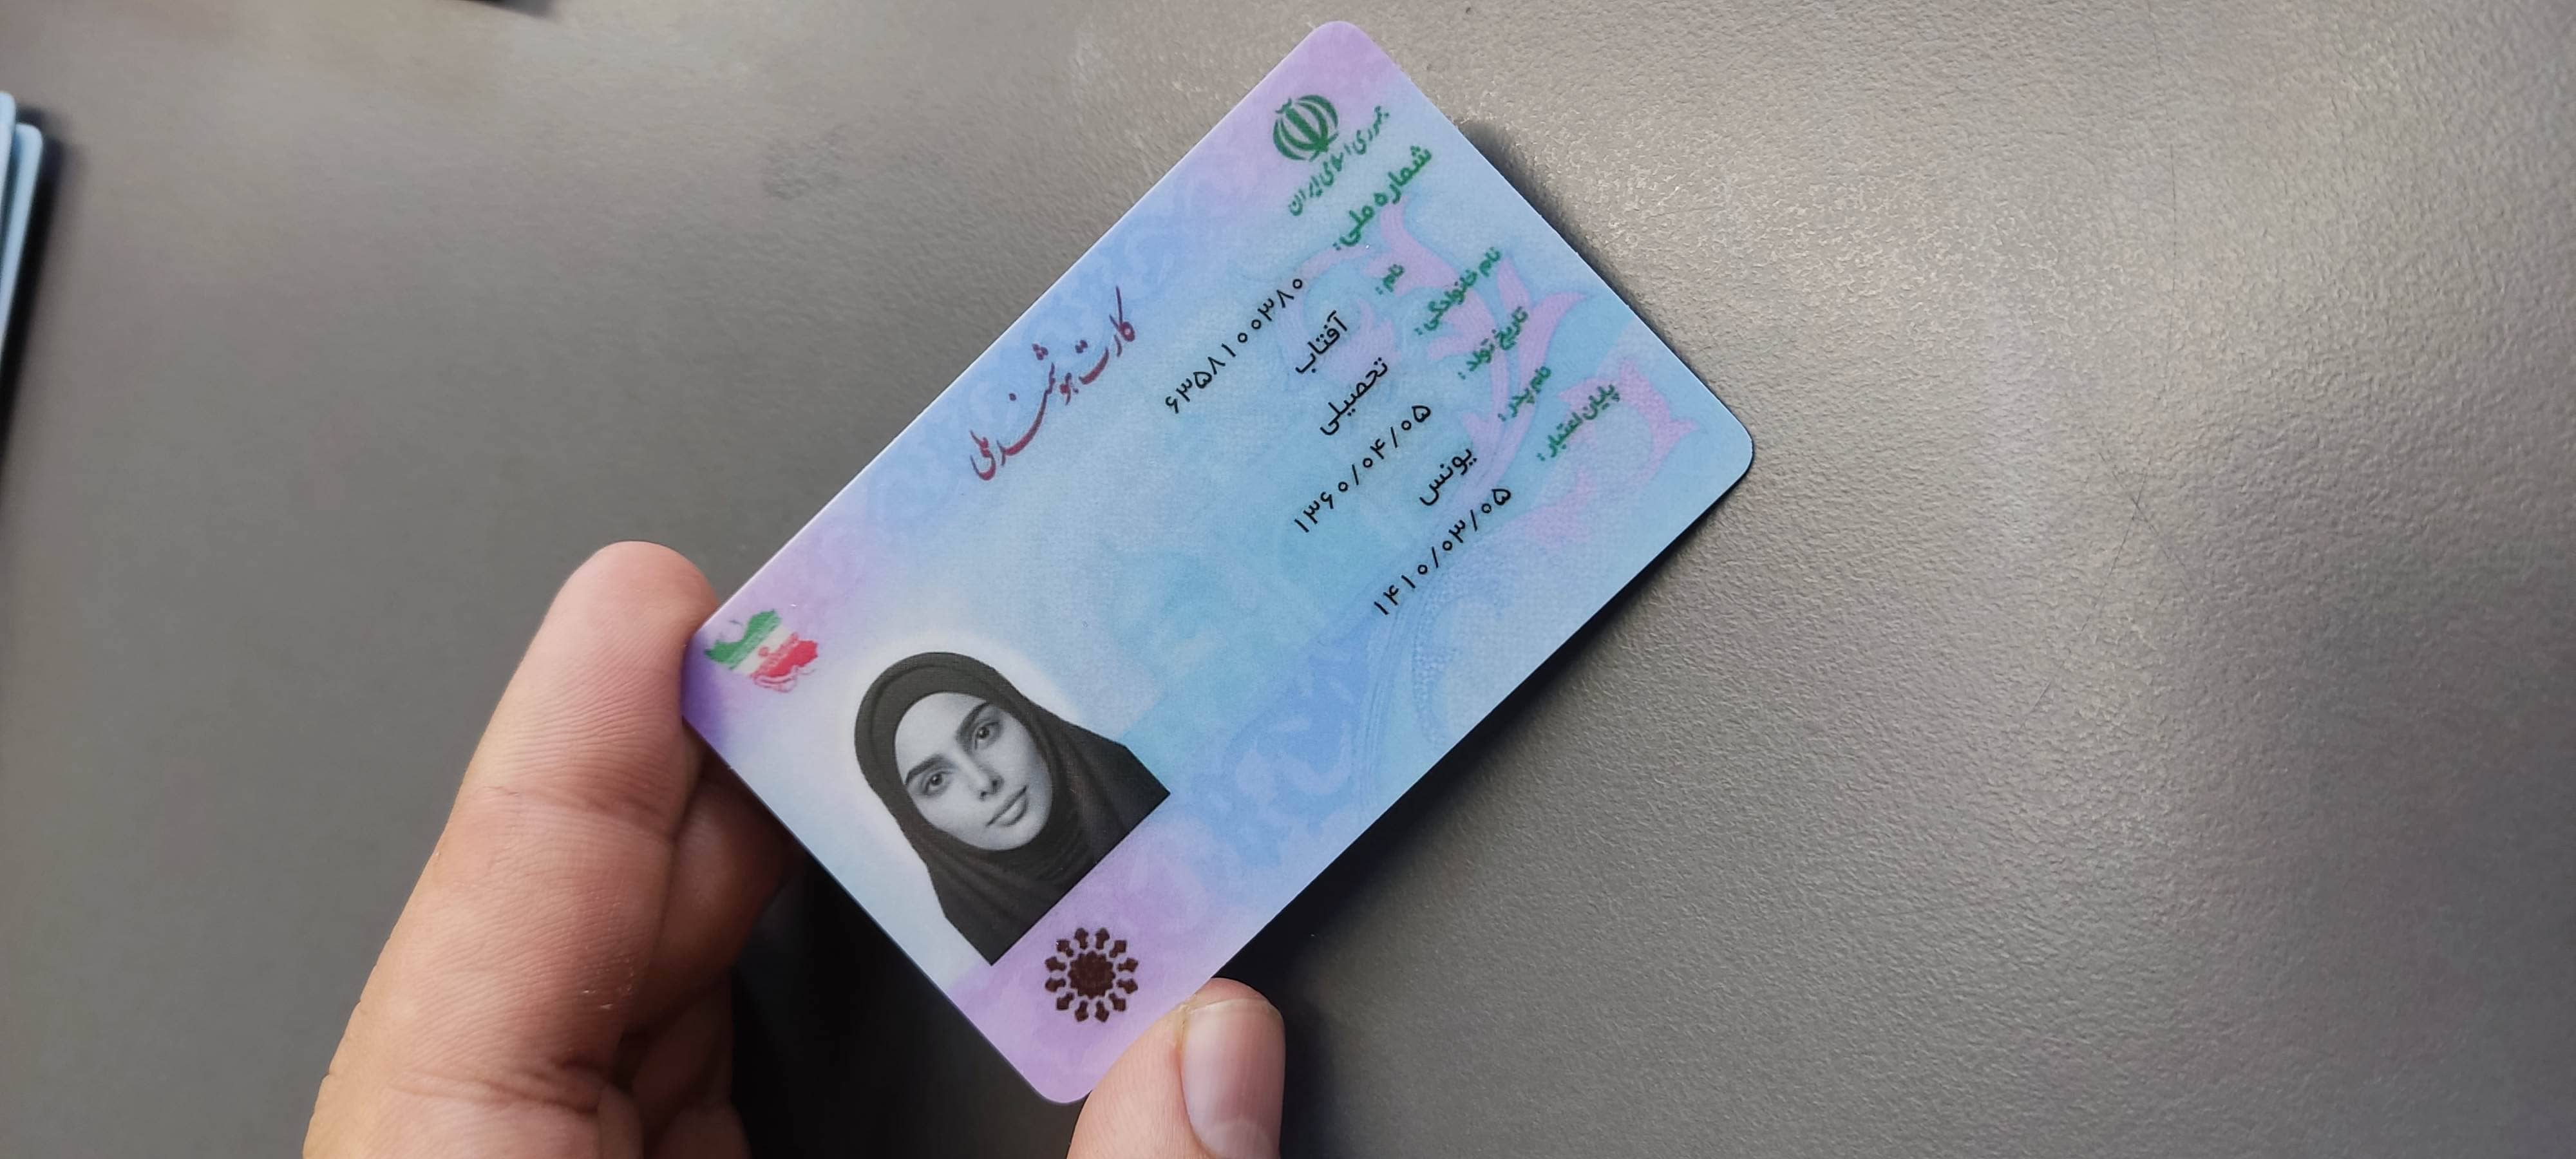 جمهوری اسلامی ایران
کارت هوشمند ملی
شماره ملی: ۶۳۵۸۱۰۰۳۸۰
نام: آفتاب
نام خانوادگی: تحصیلی
تاریخ تولد: ۱۳۶۰/۰۴/۰۵
نام پدر: یونس
پایان اعتبار: ۱۴۱۰/۰۳/۰۵